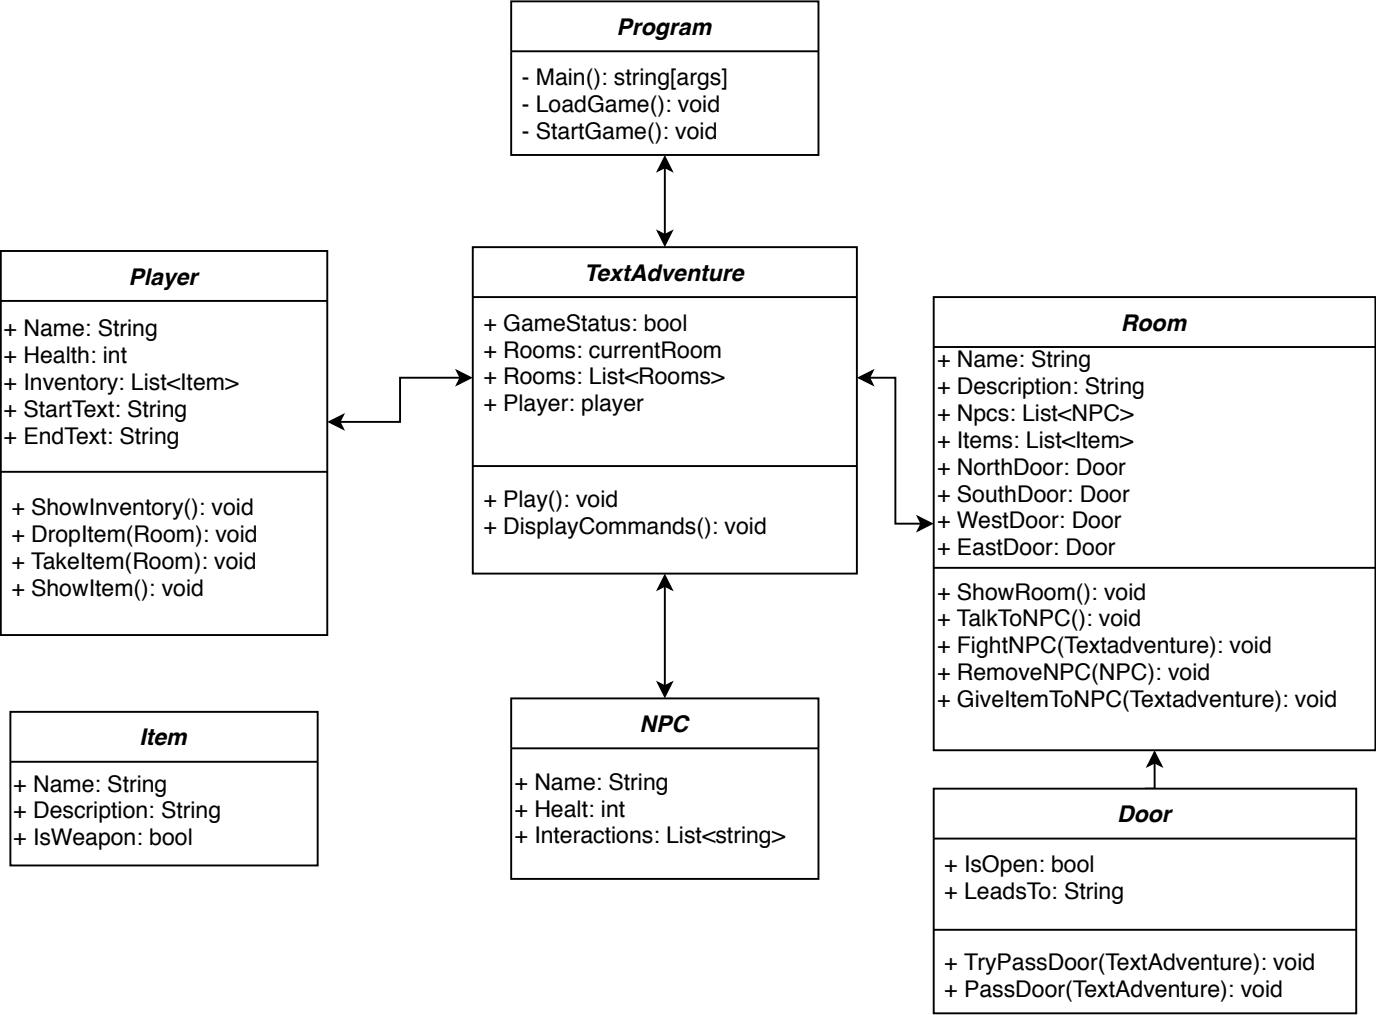 Program
- Main(): string[args]
- LoadGame(): void
- StartGame(): void
Player
+ Name: String
+ Health: int
+ Inventory: List<Item>
+ StartText: String
+ EndText: String
+ ShowInventory(): void
+ DropItem(Room): void
+ TakeItem(Room): void
+ ShowItem(): void
TextAdventure
+ GameStatus: bool
+ Rooms: currentRoom
+ Rooms: List<Rooms>
+ Player: player
+ Play(): void
+ DisplayCommands(): void
Room
+ Name: String
+ Description: String
+ Npcs: List<NPC>
+ Items: List<Item>
+ NorthDoor: Door
+ SouthDoor: Door
+ WestDoor: Door
+ EastDoor: Door
+ ShowRoom(): void
+ TalkToNPC(): void
+ FightNPC(Textadventure): void
+ RemoveNPC(NPC): void
+ GiveItemToNPC(Textadventure): void
Item
+ Name: String
+ Description: String
+ IsWeapon: bool
NPC
+ Name: String
+ Healt: int
+ Interactions: List<string>
Door
+ IsOpen: bool
+ LeadsTo: String
+ TryPassDoor(TextAdventure): void
+ PassDoor(TextAdventure): void